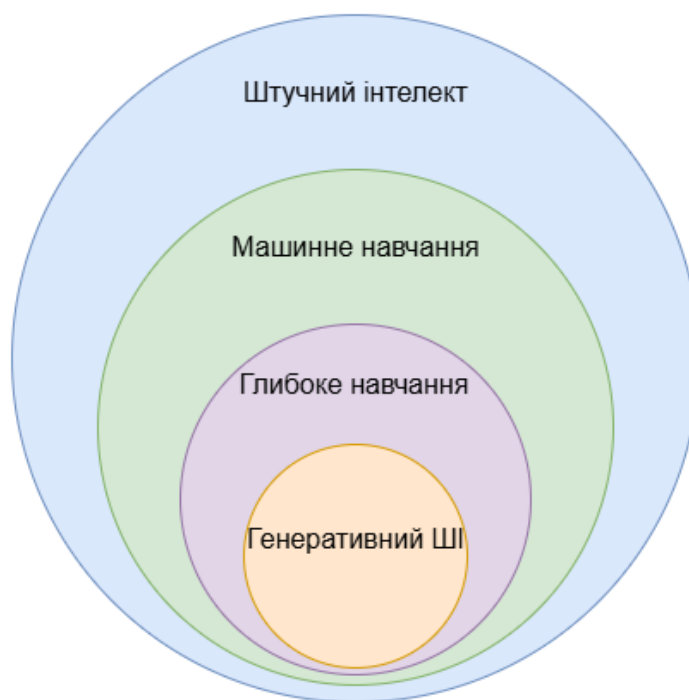 Штучний інтелект
Машинне навчання
Глибоке навчання
Генеративний ШІ